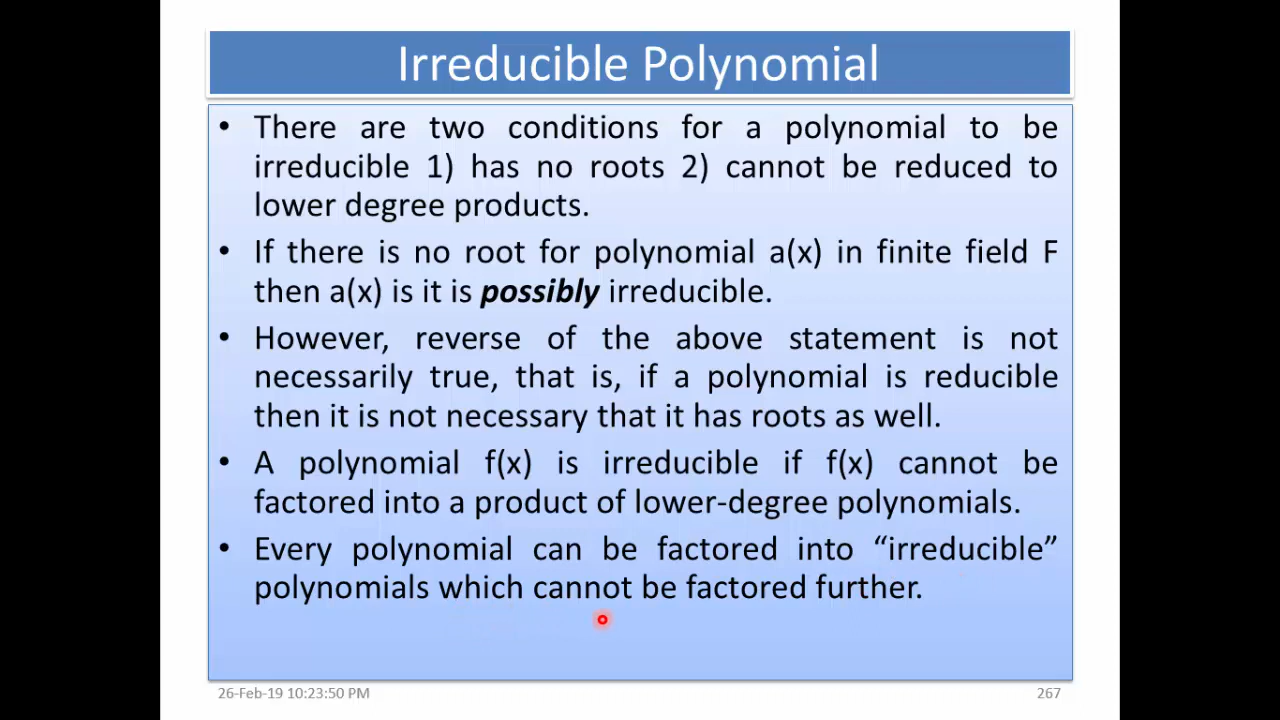 Irreducible Polynomial
• There are two conditions for a polynomial to be
irreducible 1) has no roots 2) cannot be reduced to
lower degree products.
• If there is no root for polynomial a(x) in finite field F
then a(x) is it is possibly irreducible.
• However, reverse of the above statement is not
necessarily true, that is, if a polynomial is reducible
then it is not necessary that it has roots as well.
• A polynomial f(x) is irreducible if f(x) cannot be
factored into a product of lower-degree polynomials.
• Every polynomial can be factored into “irreducible”
polynomials which cannot be factored further.
26-Feb-19 10:23:50 PM
267